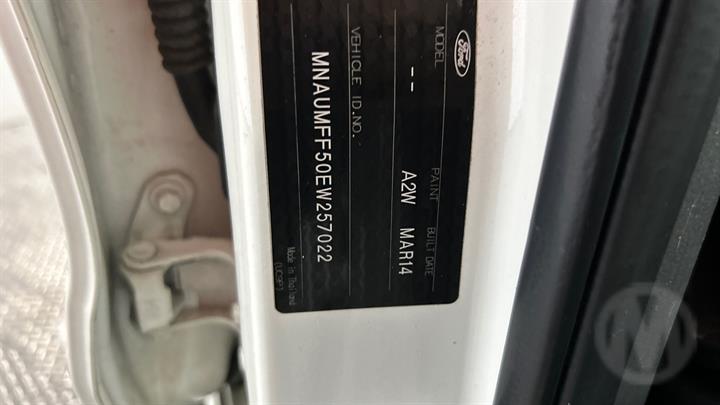 Ford
MODEL PAINT BUILT DATE
-- A2W MAR14
VEHICLE ID.NO.
MNAUMFF50EW257022
Made in Thailand